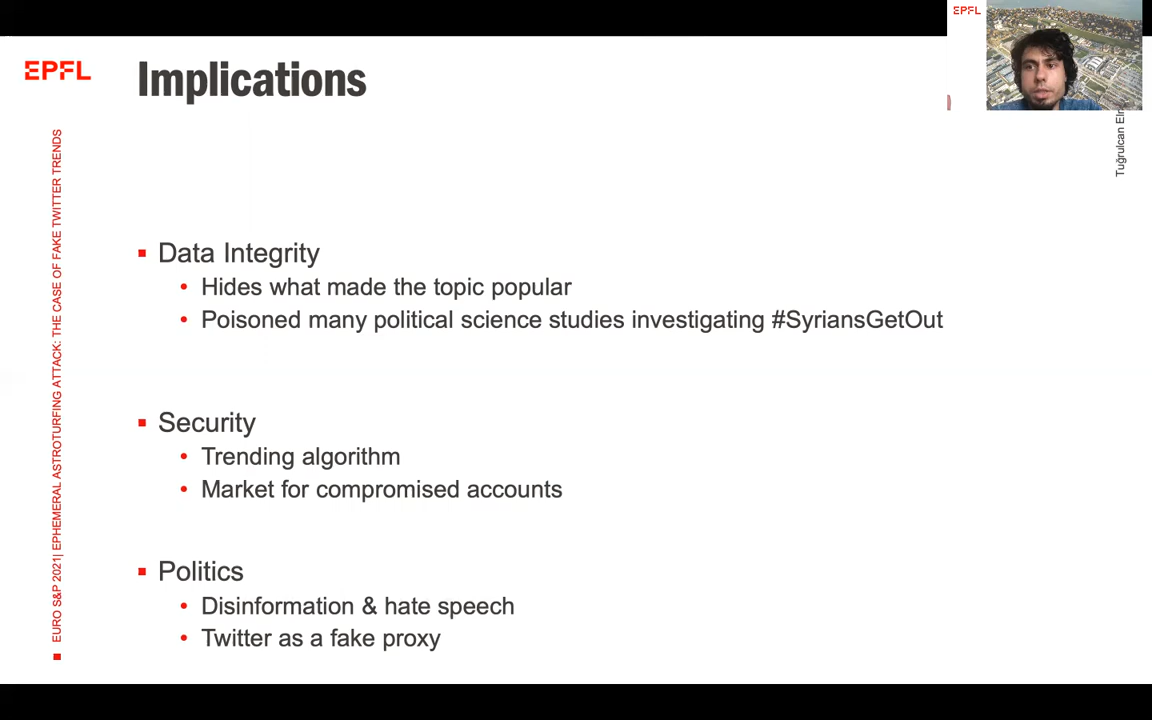 EPFL
EPFL
Implications
Tuğrulcan
EURO S&P 2021| EPHEMERAL ASTROTURFING ATTACK: THE CASE OF FAKE TWITTER TRENDS
Data Integrity
Hides what made the topic popular
Poisoned many political science studies investigating #SyriansGetOut
Security
Trending algorithm
Market for compromised accounts
Politics
Disinformation & hate speech
Twitter as a fake proxy